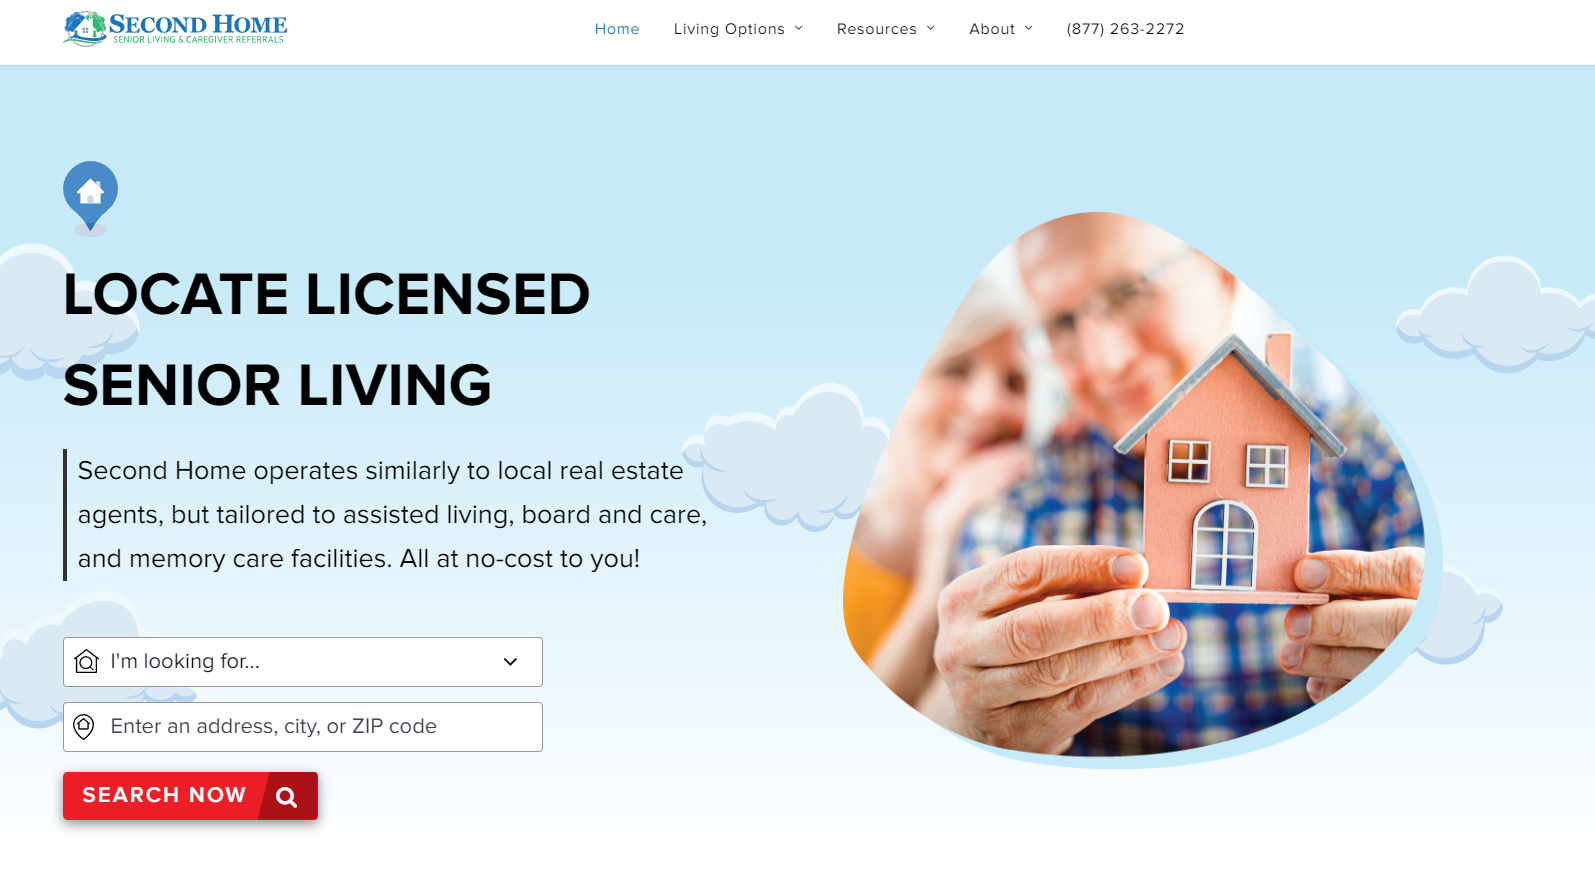 SECOND HOME
SENIOR LIVING & CAREGIVER REFERRALS
Home
Living Options
Resources
About
(877) 263-2272
LOCATE LICENSED
SENIOR LIVING
Second Home operates similarly to local real estate
agents, but tailored to assisted living, board and care,
and memory care facilities. All at no-cost to you!
I'm looking for...
Enter an address, city, or ZIP code
SEARCH NOW